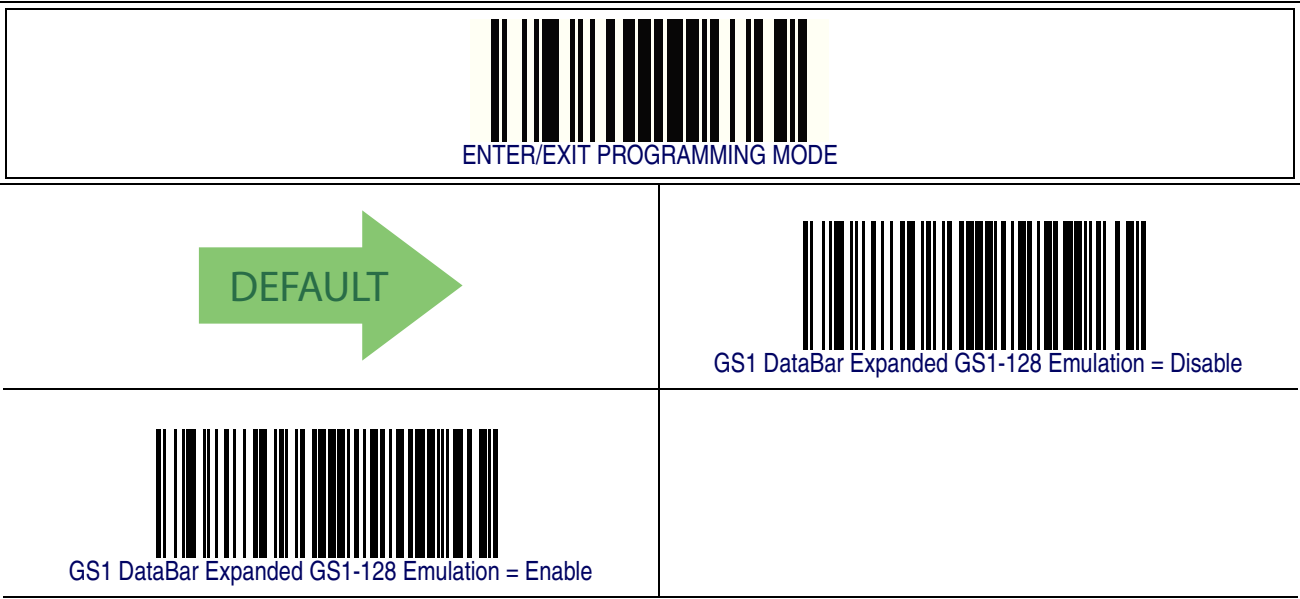 ENTER/EXIT PROGRAMMING MODE
DEFAULT
GS1 DataBar Expanded GS1-128 Emulation = Disable
GS1 DataBar Expanded GS1-128 Emulation = Enable